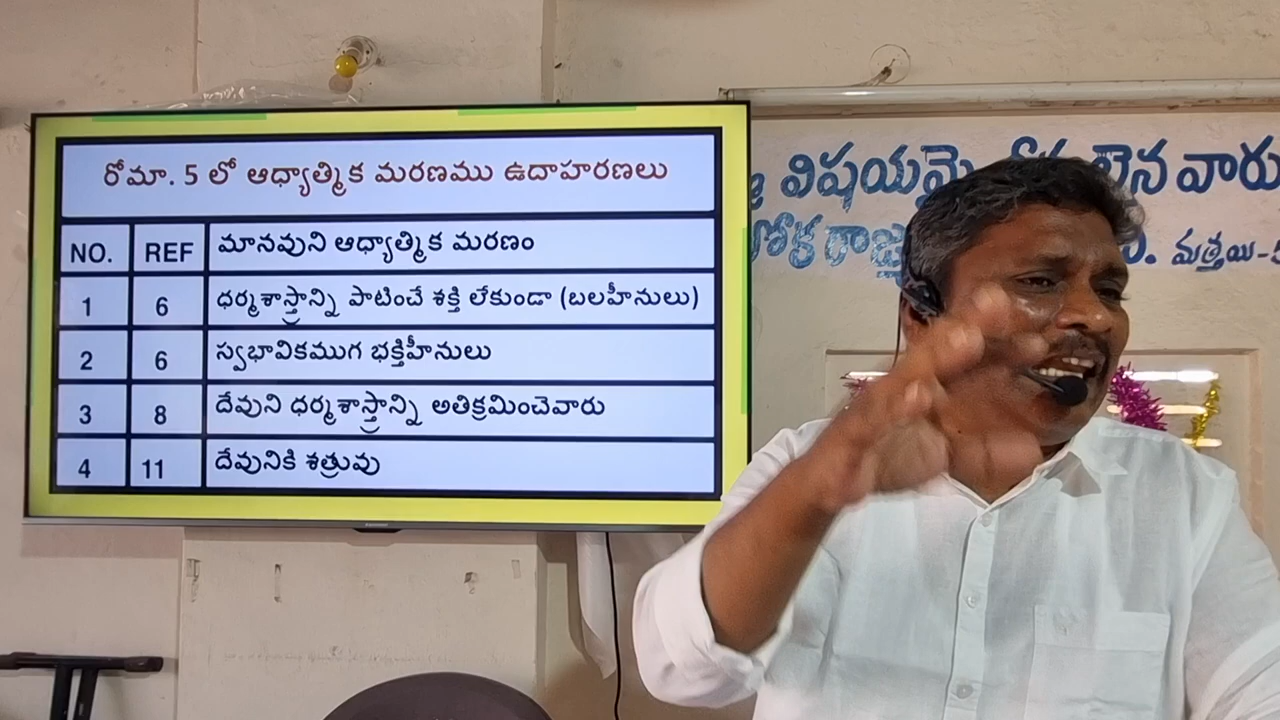 రోమా. 5 లో ఆధ్యాత్మిక మరణము ఉదాహరణలు
NO. REF మానవుని ఆధ్యాత్మిక మరణం
1 6 ధర్మశాస్త్రాన్ని పాటించే శక్తి లేకుండా (బలహీనులు)
2 6 స్వభావికముగ భక్తిహీనులు
3 8 దేవుని ధర్మశాస్త్రాన్ని అతిక్రమించెవారు
4 11 దేవునికి శత్రువు
విషయమై వారు
మత్తయి-5